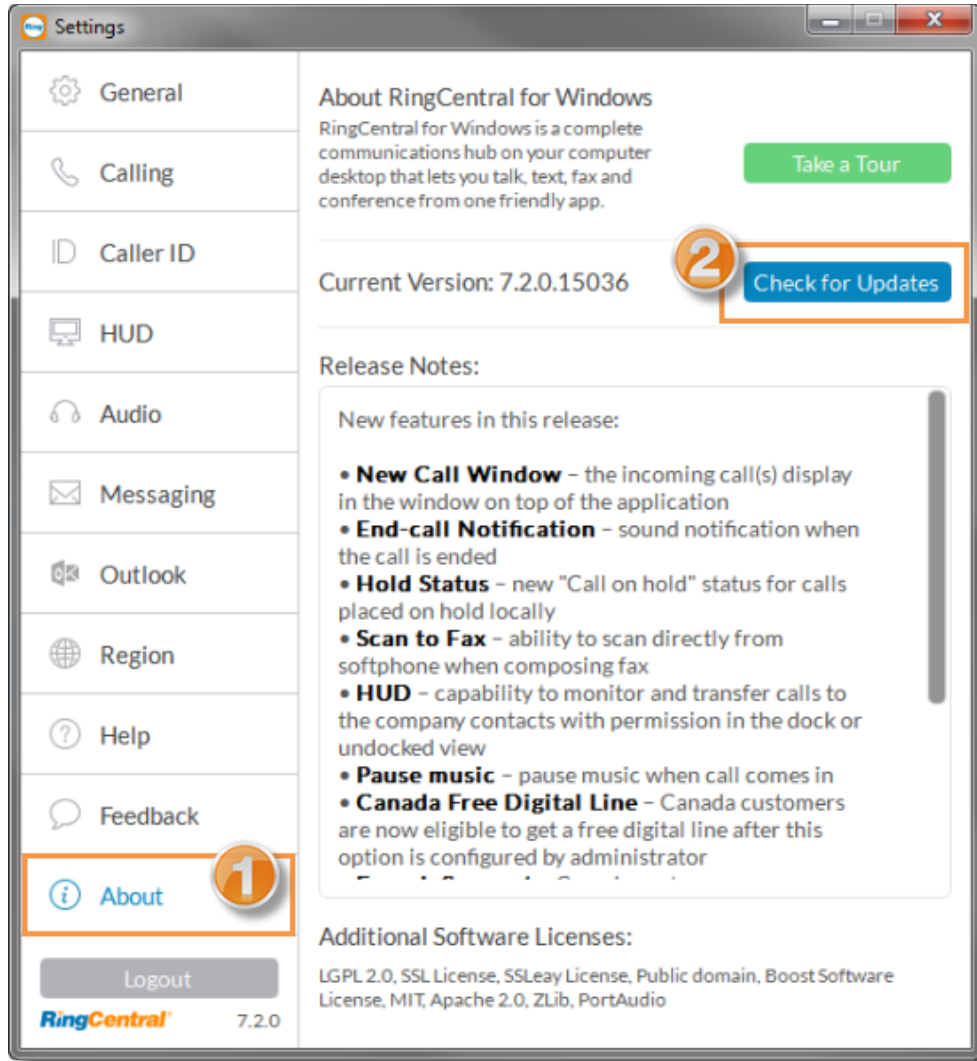 Settings
General
Calling
Caller ID
HUD
Audio
Messaging
Outlook
Region
Help
Feedback
1
About
Logout
RingCentral®
7.2.0
About RingCentral for Windows
RingCentral for Windows is a complete
communications hub on your computer
desktop that lets you talk, text, fax and
conference from one friendly app.
Take a Tour
Current Version: 7.2.0.15036
2
Check for Updates
Release Notes:
New features in this release:
• New Call Window – the incoming call(s) display
in the window on top of the application
• End-call Notification – sound notification when
the call is ended
• Hold Status – new "Call on hold" status for calls
placed on hold locally
• Scan to Fax – ability to scan directly from
softphone when composing fax
• HUD – capability to monitor and transfer calls to
the company contacts with permission in the dock or
undocked view
• Pause music – pause music when call comes in
• Canada Free Digital Line – Canada customers
are now eligible to get a free digital line after this
option is configured by administrator
Additional Software Licenses:
LGPL 2.0, SSL License, SSLeay License, Public domain, Boost Software
License, MIT, Apache 2.0, ZLib, PortAudio